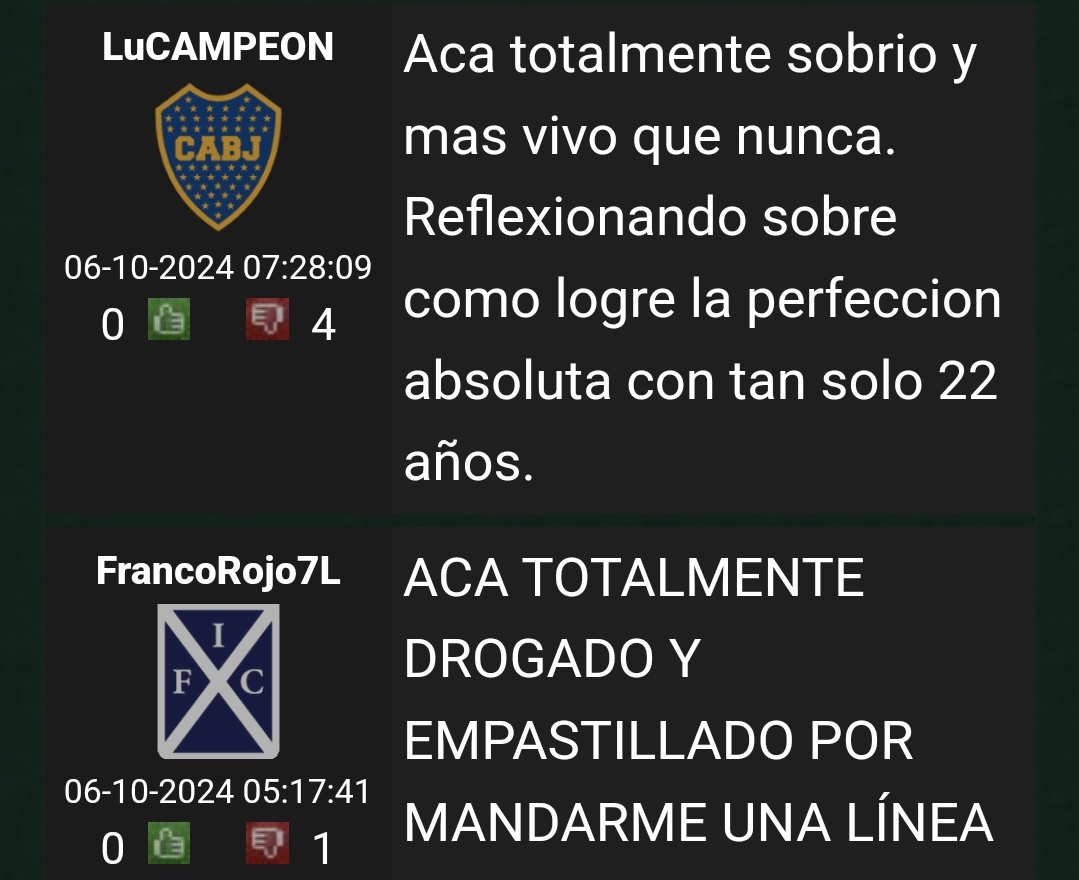 LuCAMPEON
CABJ
06-10-2024 07:28:09
0 4
Aca totalmente sobrio y
mas vivo que nunca.
Reflexionando sobre
como logre la perfeccion
absoluta con tan solo 22
años.
FrancoRojo7L
I
F C
06-10-2024 05:17:41
0 1
ACA TOTALMENTE
DROGADO Y
EMPASTILLADO POR
MANDARME UNA LÍNEA